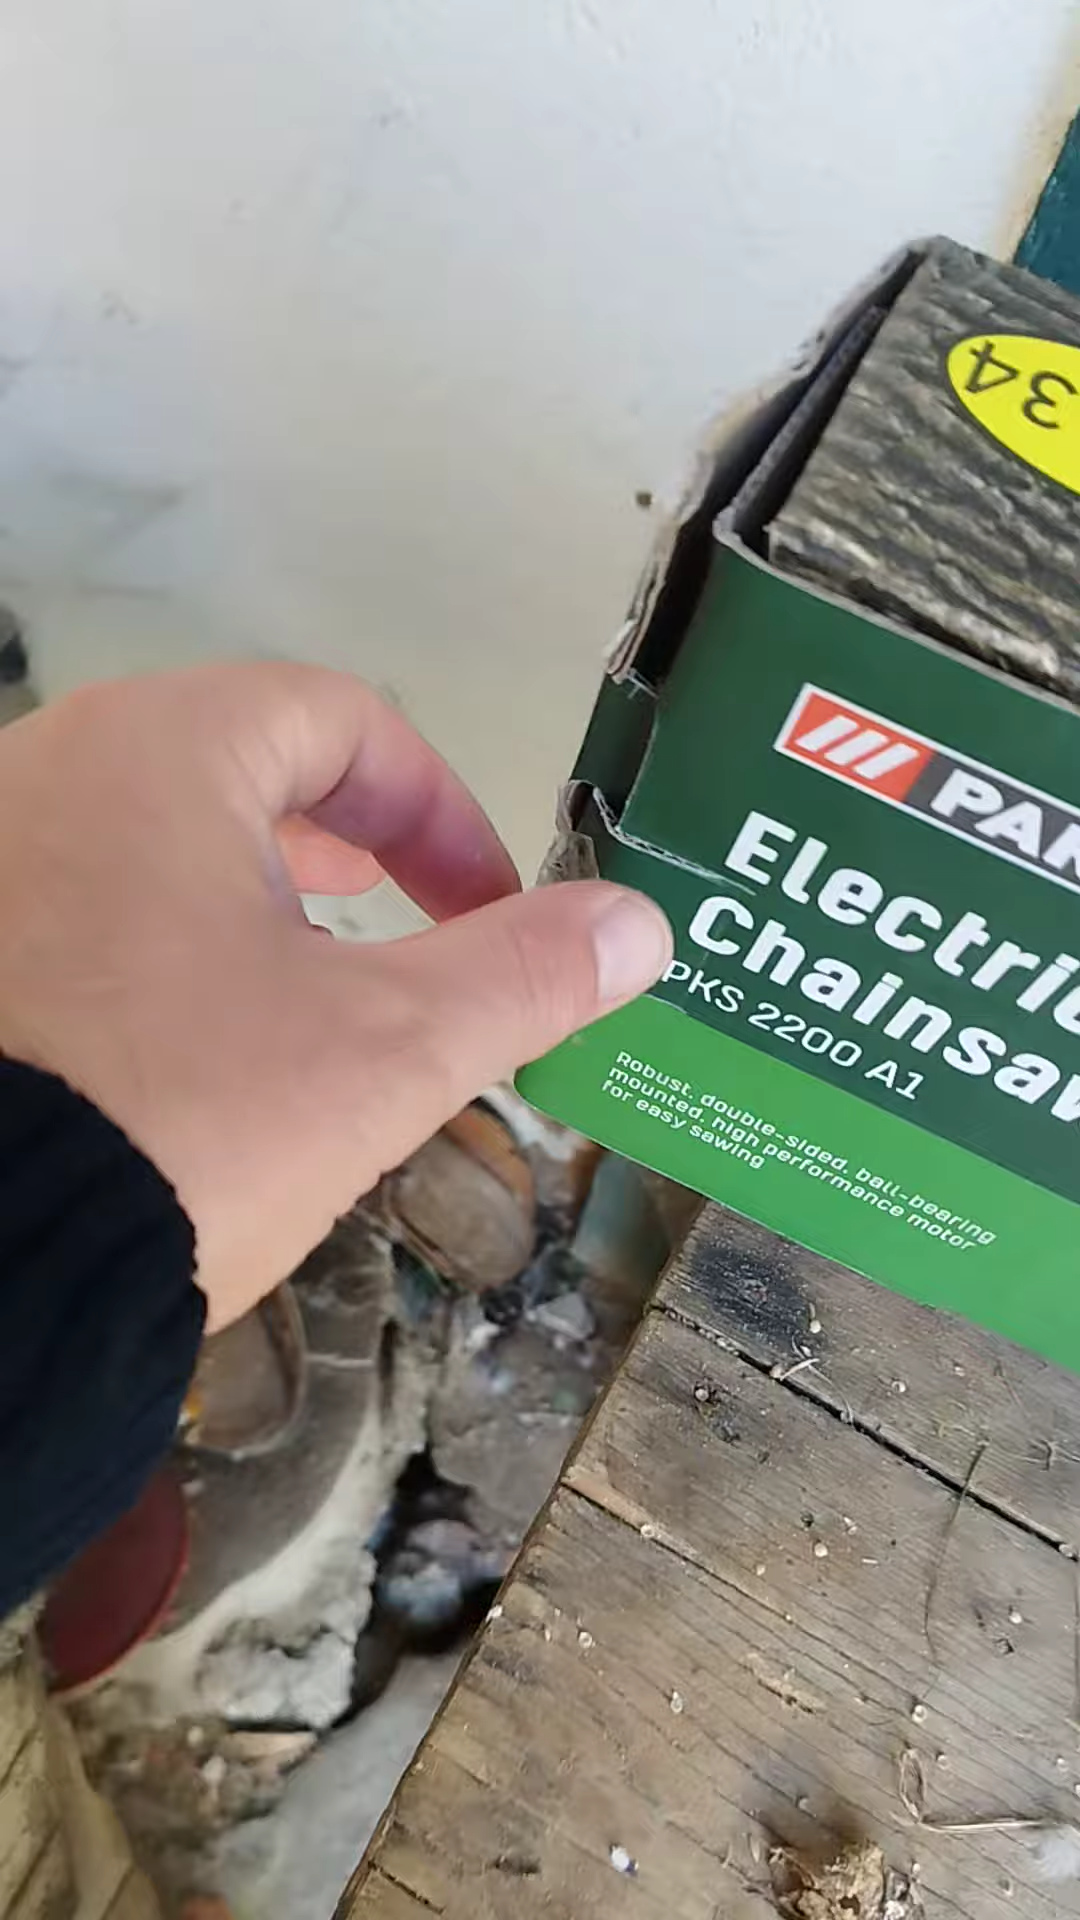 34
PAR
Electric
Chainsaw
PKS 2200 A1
Robust, double-sided, ball-bearing
mounted, high performance motor
for easy sawing